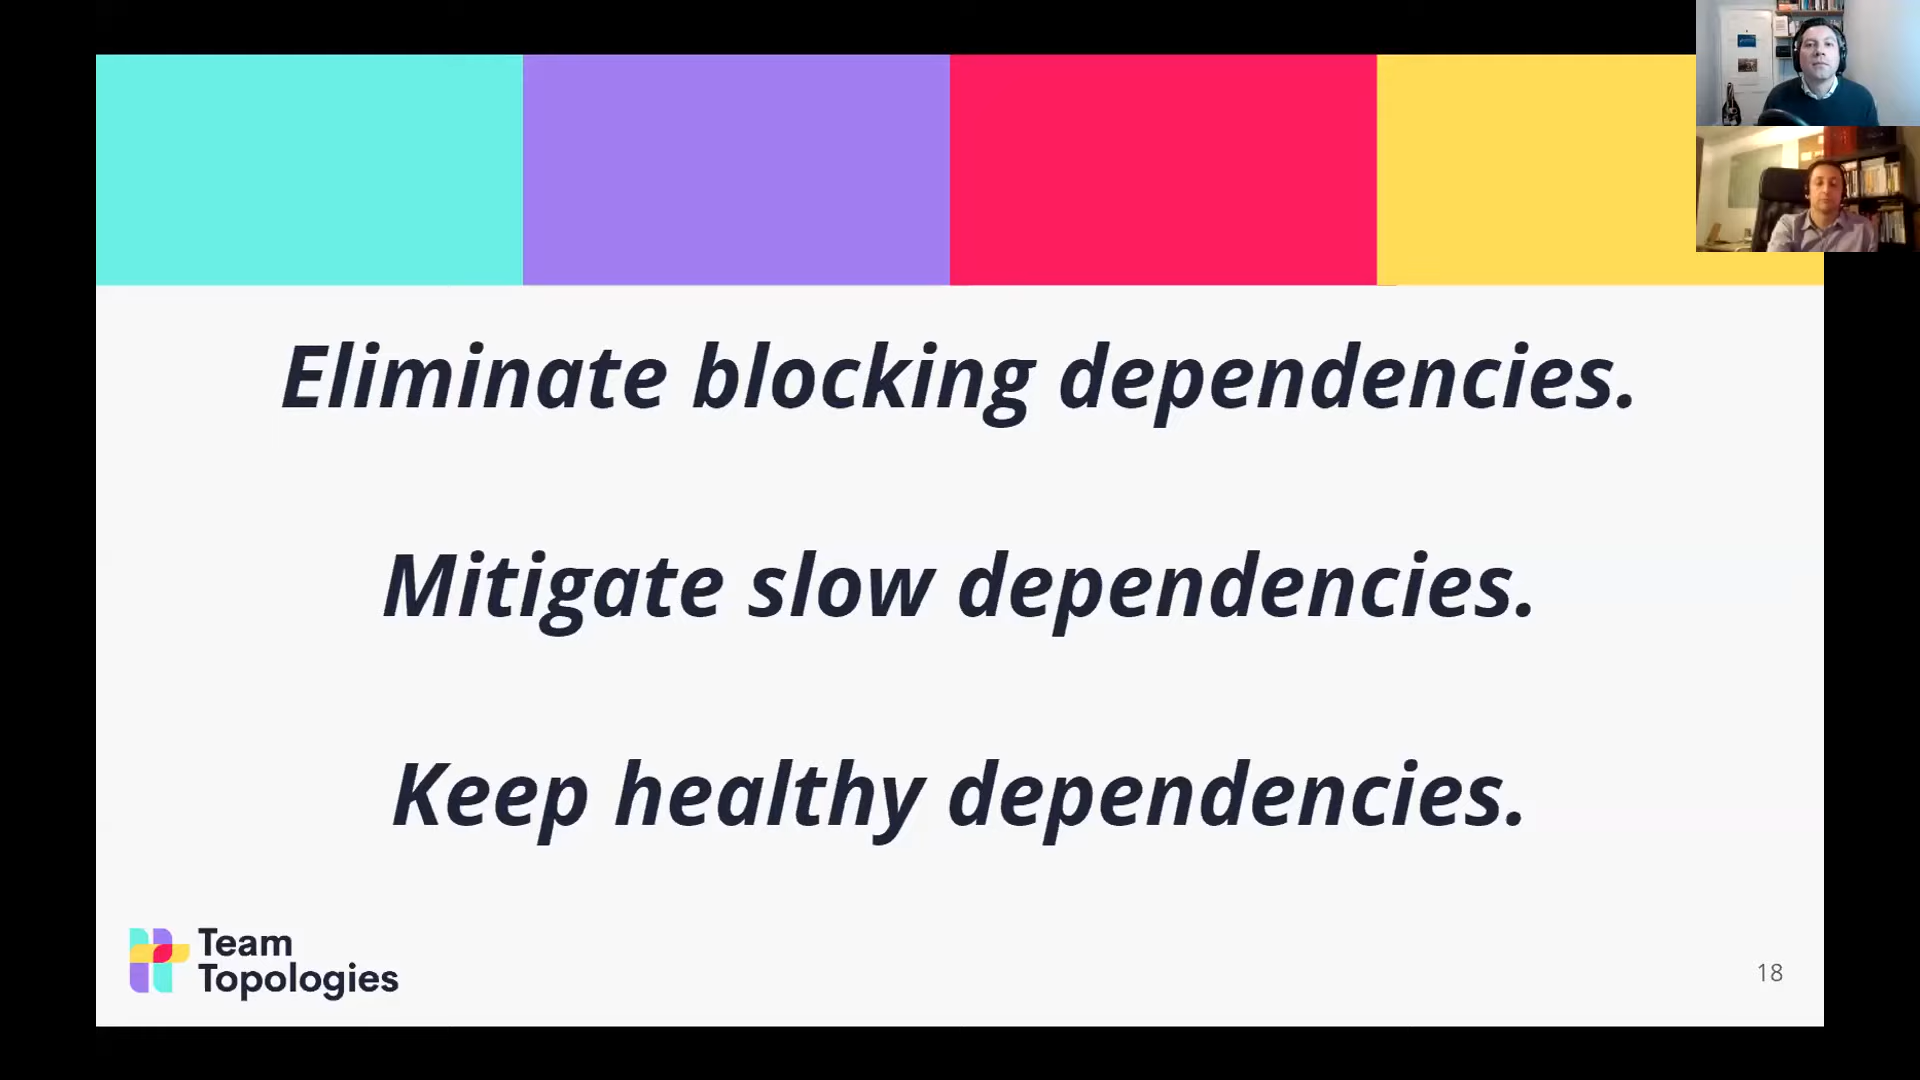 Eliminate blocking dependencies.
Mitigate slow dependencies.
Keep healthy dependencies.
Team
Topologies
18